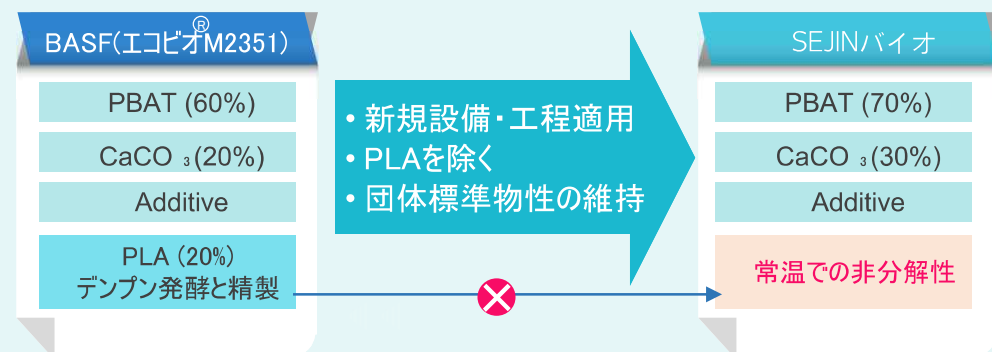 BASF(エコビオ®M2351)
PBAT (60%)
CaCO ₃ (20%)
Additive
PLA (20%)
デンプン発酵と精製
• 新規設備・工程適用
• PLAを除く
• 団体標準物性の維持
SEJINバイオ
PBAT (70%)
CaCO ₃ (30%)
Additive
常温での非分解性